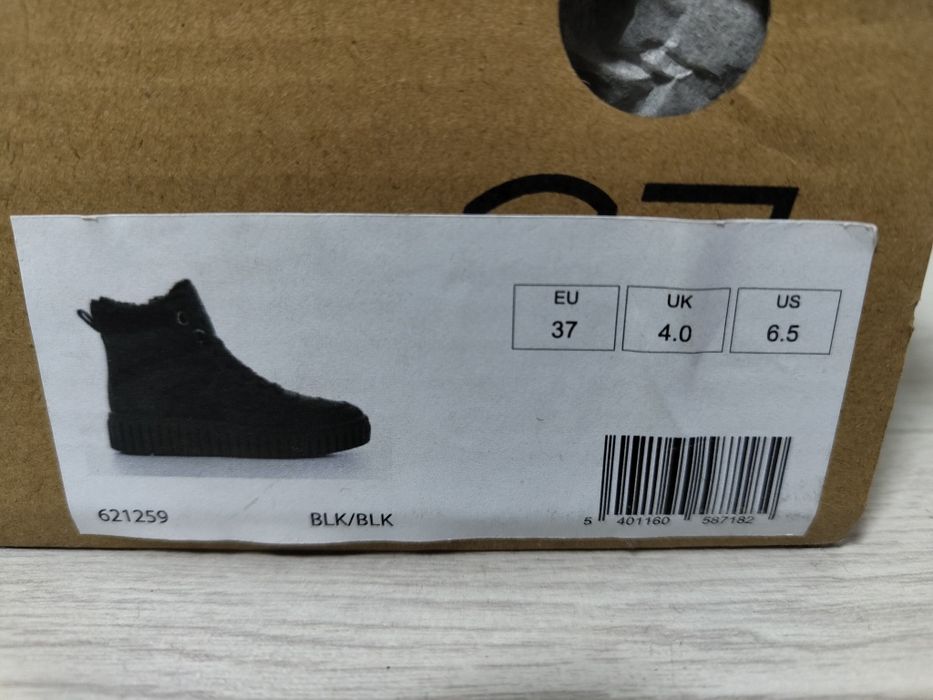 EU UK US
37 4.0 6.5
621259 BLK/BLK
5 401160 587182